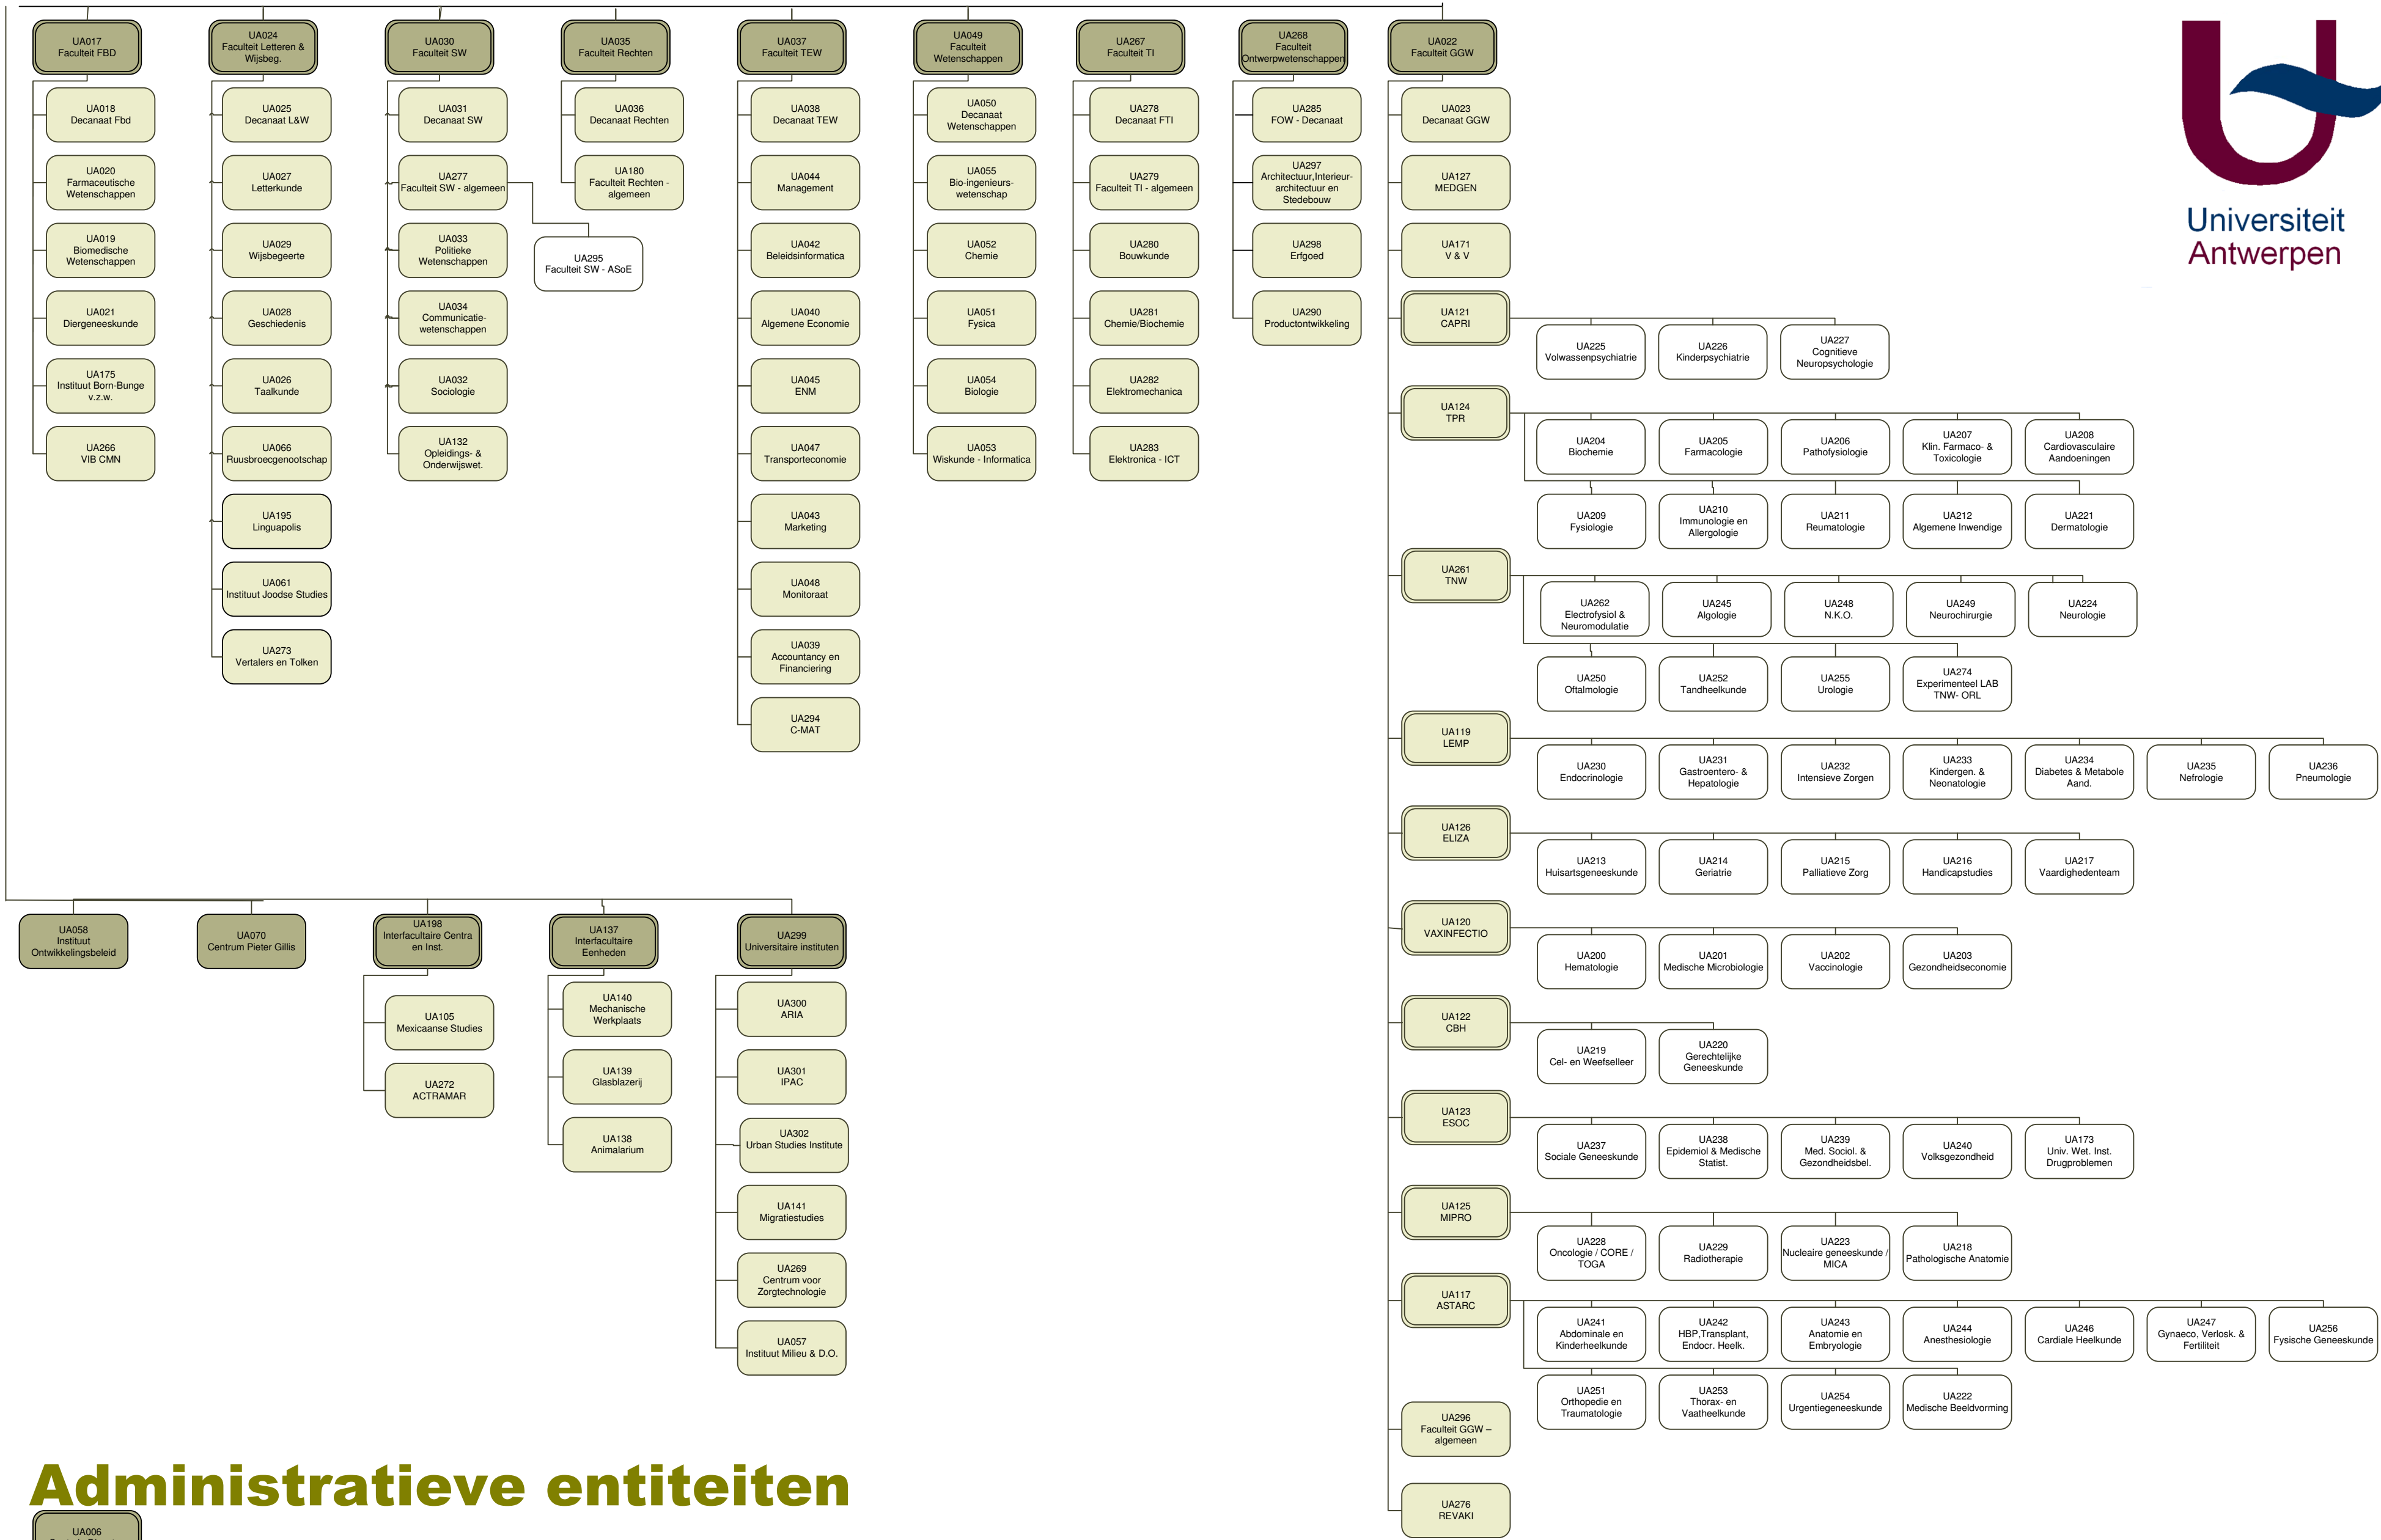 UA017
Faculteit FBD
UA024
Faculteit Letteren &
Wijsbeg.
UA030
Faculteit SW
UA035
Faculteit Rechten
UA037
Faculteit TEW
UA049
Faculteit
Wetenschappen
UA267
Faculteit TI
UA268
Faculteit
Ontwerpwetenschappen
UA022
Faculteit GGW
Universiteit
Antwerpen
UA018
Decanaat Fbd
UA020
Farmaceutische
Wetenschappen
UA019
Biomedische
Wetenschappen
UA021
Diergeneeskunde
UA175
Instituut Born-Bunge
v.z.w.
UA266
VIB CMN
UA025
Decanaat L&W
UA027
Letterkunde
UA029
Wijsbegeerte
UA028
Geschiedenis
UA026
Taalkunde
UA066
Ruusbroecgenootschap
UA195
Linguapolis
UA061
Instituut Joodse Studies
UA273
Vertalers en Tolken
UA031
Decanaat SW
UA277
Faculteit SW - algemeen
UA295
Faculteit SW - ASoE
UA033
Politieke
Wetenschappen
UA034
Communicatie-
wetenschappen
UA032
Sociologie
UA132
Opleidings- &
Onderwijswet.
UA036
Decanaat Rechten
UA180
Faculteit Rechten -
algemeen
UA038
Decanaat TEW
UA044
Management
UA042
Beleidsinformatica
UA040
Algemene Economie
UA045
ENM
UA047
Transporteconomie
UA043
Marketing
UA048
Monitoraat
UA039
Accountancy en
Financiering
UA294
C-MAT
UA050
Decanaat
Wetenschappen
UA055
Bio-ingenieurs-
wetenschap
UA052
Chemie
UA051
Fysica
UA054
Biologie
UA053
Wiskunde - Informatica
UA278
Decanaat FTI
UA279
Faculteit TI - algemeen
UA280
Bouwkunde
UA281
Chemie/Biochemie
UA282
Elektromechanica
UA283
Elektronica - ICT
UA285
FOW - Decanaat
UA297
Architectuur,Interieur-
architectuur en
Stedebouw
UA298
Erfgoed
UA290
Productontwikkeling
UA023
Decanaat GGW
UA127
MEDGEN
UA171
V & V
UA121
CAPRI
UA225
Volwassenpsychiatrie
UA226
Kinderpsychiatrie
UA227
Cognitieve
Neuropsychologie
UA124
TPR
UA204
Biochemie
UA205
Farmacologie
UA206
Pathofysiologie
UA207
Klin. Farmaco- &
Toxicologie
UA208
Cardiovasculaire
Aandoeningen
UA209
Fysiologie
UA210
Immunologie en
Allergologie
UA211
Reumatologie
UA212
Algemene Inwendige
UA221
Dermatologie
UA261
TNW
UA262
Electrofysiol &
Neuromodulatie
UA245
Algologie
UA248
N.K.O.
UA249
Neurochirurgie
UA224
Neurologie
UA250
Oftalmologie
UA252
Tandheelkunde
UA255
Urologie
UA274
Experimenteel LAB
TNW- ORL
UA119
LEMP
UA230
Endocrinologie
UA231
Gastroentero- &
Hepatologie
UA232
Intensieve Zorgen
UA233
Kindergen. &
Neonatologie
UA234
Diabetes & Metabole
Aand.
UA235
Nefrologie
UA236
Pneumologie
UA126
ELIZA
UA213
Huisartsgeneeskunde
UA214
Geriatrie
UA215
Palliatieve Zorg
UA216
Handicapstudies
UA217
Vaardighedenteam
UA120
VAXINFECTIO
UA200
Hematologie
UA201
Medische Microbiologie
UA202
Vaccinologie
UA203
Gezondheidseconomie
UA122
CBH
UA219
Cel- en Weefselleer
UA220
Gerechtelijke
Geneeskunde
UA123
ESOC
UA237
Sociale Geneeskunde
UA238
Epidemiol & Medische
Statist.
UA239
Med. Sociol. &
Gezondheidsbel.
UA240
Volksgezondheid
UA173
Univ. Wet. Inst.
Drugproblemen
UA125
MIPRO
UA228
Oncologie / CORE /
TOGA
UA229
Radiotherapie
UA223
Nucleaire geneeskunde /
MICA
UA218
Pathologische Anatomie
UA117
ASTARC
UA241
Abdominale en
Kinderheelkunde
UA242
HBP,Transplant,
Endocr. Heelk.
UA243
Anatomie en
Embryologie
UA244
Anesthesiologie
UA246
Cardiale Heelkunde
UA247
Gynaeco, Verlosk. &
Fertiliteit
UA256
Fysische Geneeskunde
UA251
Orthopedie en
Traumatologie
UA253
Thorax- en
Vaatheelkunde
UA254
Urgentiegeneeskunde
UA222
Medische Beeldvorming
UA296
Faculteit GGW –
algemeen
UA276
REVAKI
UA058
Instituut
Ontwikkelingsbeleid
UA070
Centrum Pieter Gillis
UA198
Interfacultaire Centra
en Inst.
UA137
Interfacultaire
Eenheden
UA299
Universitaire instituten
UA105
Mexicaanse Studies
UA272
ACTRAMAR
UA140
Mechanische
Werkplaats
UA139
Glasblazerij
UA138
Animalarium
UA300
ARIA
UA301
IPAC
UA302
Urban Studies Institute
UA141
Migratiestudies
UA269
Centrum voor
Zorgtechnologie
UA057
Instituut Milieu & D.O.
Administratieve entiteiten
UA006